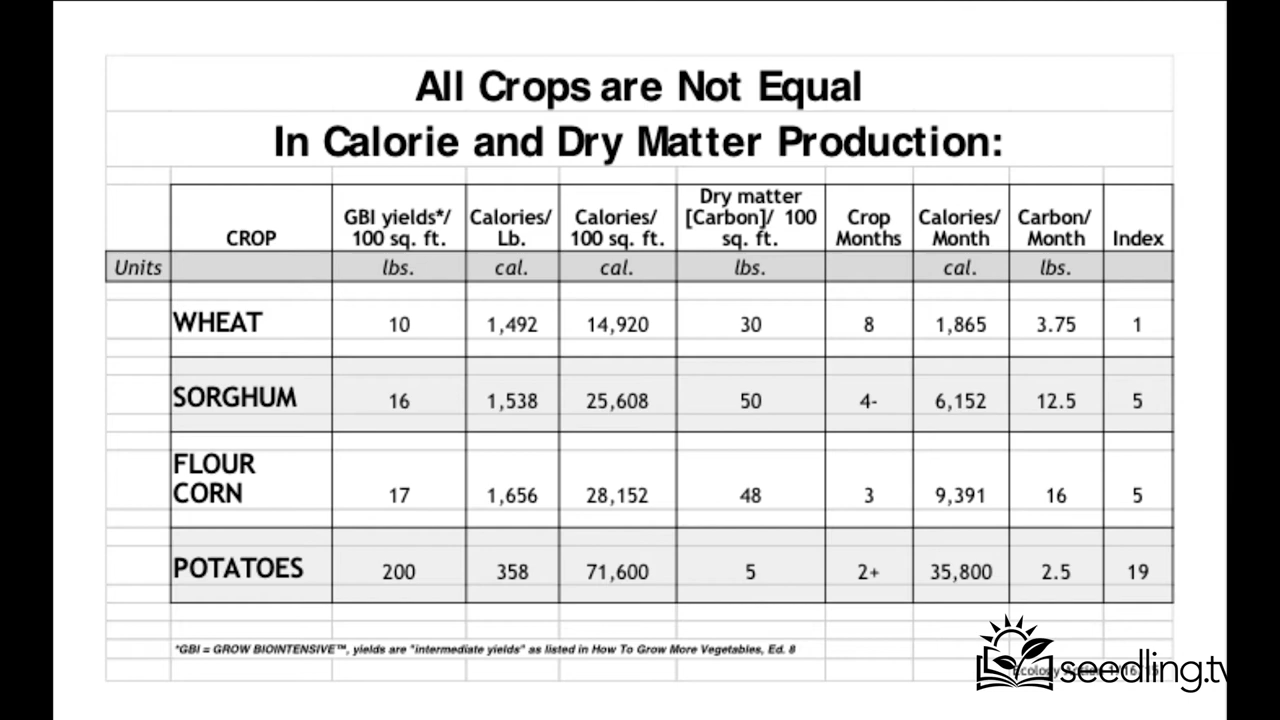 All Crops are Not Equal
In Calorie and Dry Matter Production:
CROP GBI yields*/ 100 sq. ft. Calories/ Lb. Calories/ 100 sq. ft. Dry matter [Carbon]/ 100 sq. ft. Crop Months Calories/ Month Carbon/ Month Index
Units lbs. cal. cal. lbs. cal. lbs.
WHEAT 10 1,492 14,920 30 8 1,865 3.75 1
SORGHUM 16 1,538 25,608 50 4- 6,152 12.5 5
FLOUR CORN 17 1,656 28,152 48 3 9,391 16 5
POTATOES 200 358 71,600 5 2+ 35,800 2.5 19
*GBI = GROW BIOINTENSIVE™, yields are "intermediate yields" as listed in How To Grow More Vegetables, Ed. 8
seedling.tv